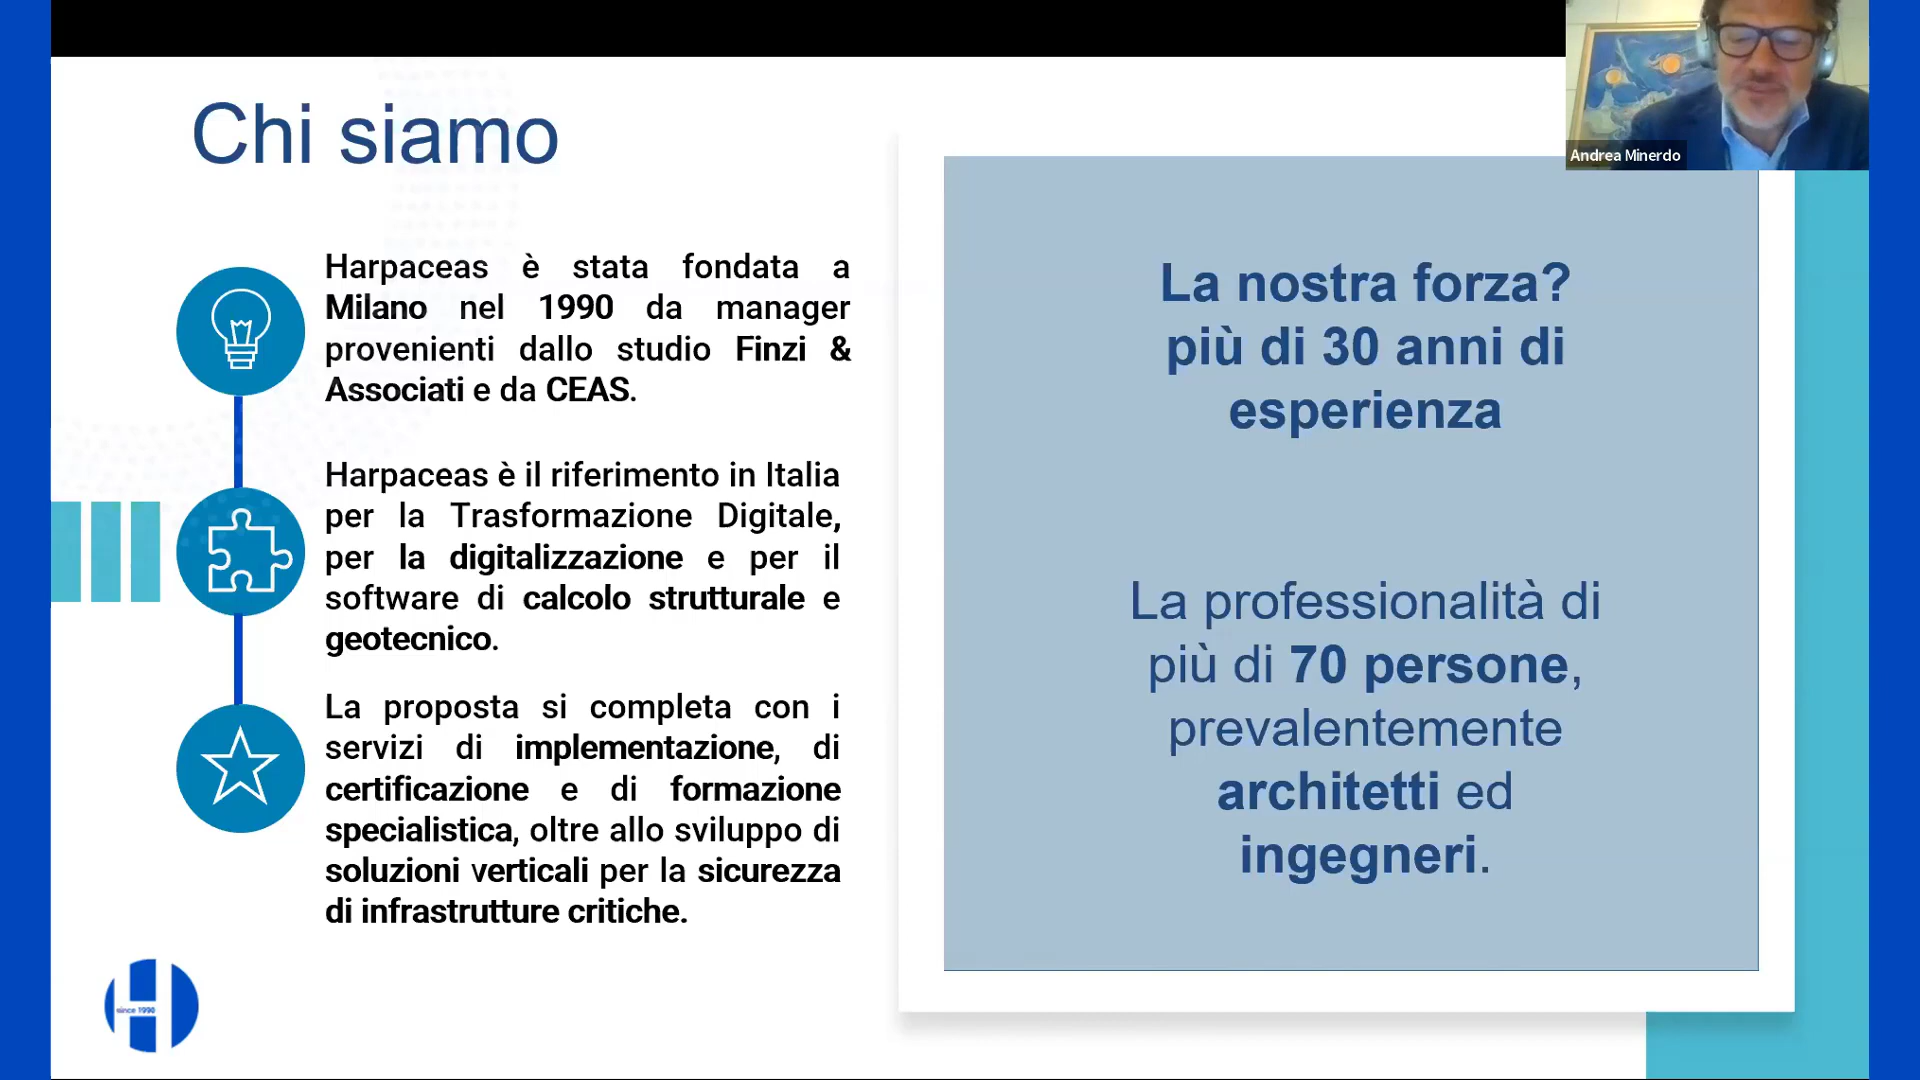 Chi siamo
Harpaceas è stata fondata a
Milano nel 1990 da manager
provenienti dallo studio Finzi &
Associati e da CEAS.
Harpaceas è il riferimento in Italia
per la Trasformazione Digitale,
per la digitalizzazione e per il
software di calcolo strutturale e
geotecnico.
La proposta si completa con i
servizi di implementazione, di
certificazione e di formazione
specialistica, oltre allo sviluppo di
soluzioni verticali per la sicurezza
di infrastrutture critiche.
since 1990
La nostra forza?
più di 30 anni di
esperienza
La professionalità di
più di 70 persone,
prevalentemente
architetti ed
ingegneri.
Andrea Minerdo